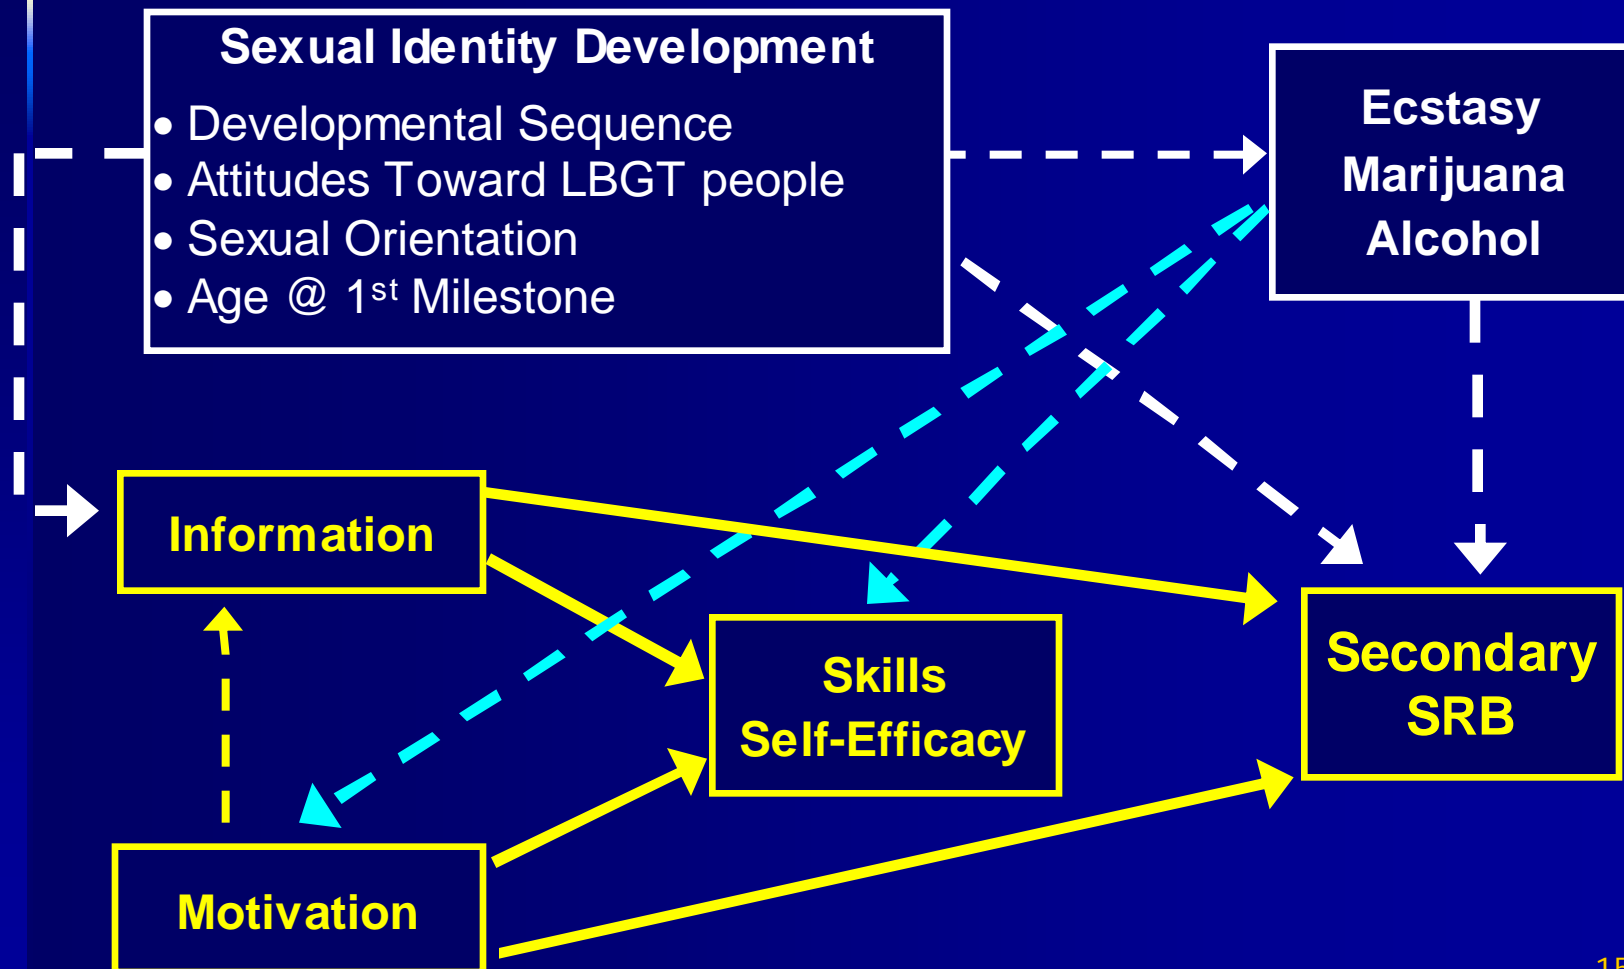 Sexual Identity Development
• Developmental Sequence
• Attitudes Toward LBGT people
• Sexual Orientation
• Age @ 1st Milestone
Ecstasy
Marijuana
Alcohol
Information
Skills
Self-Efficacy
Secondary
SRB
Motivation
15